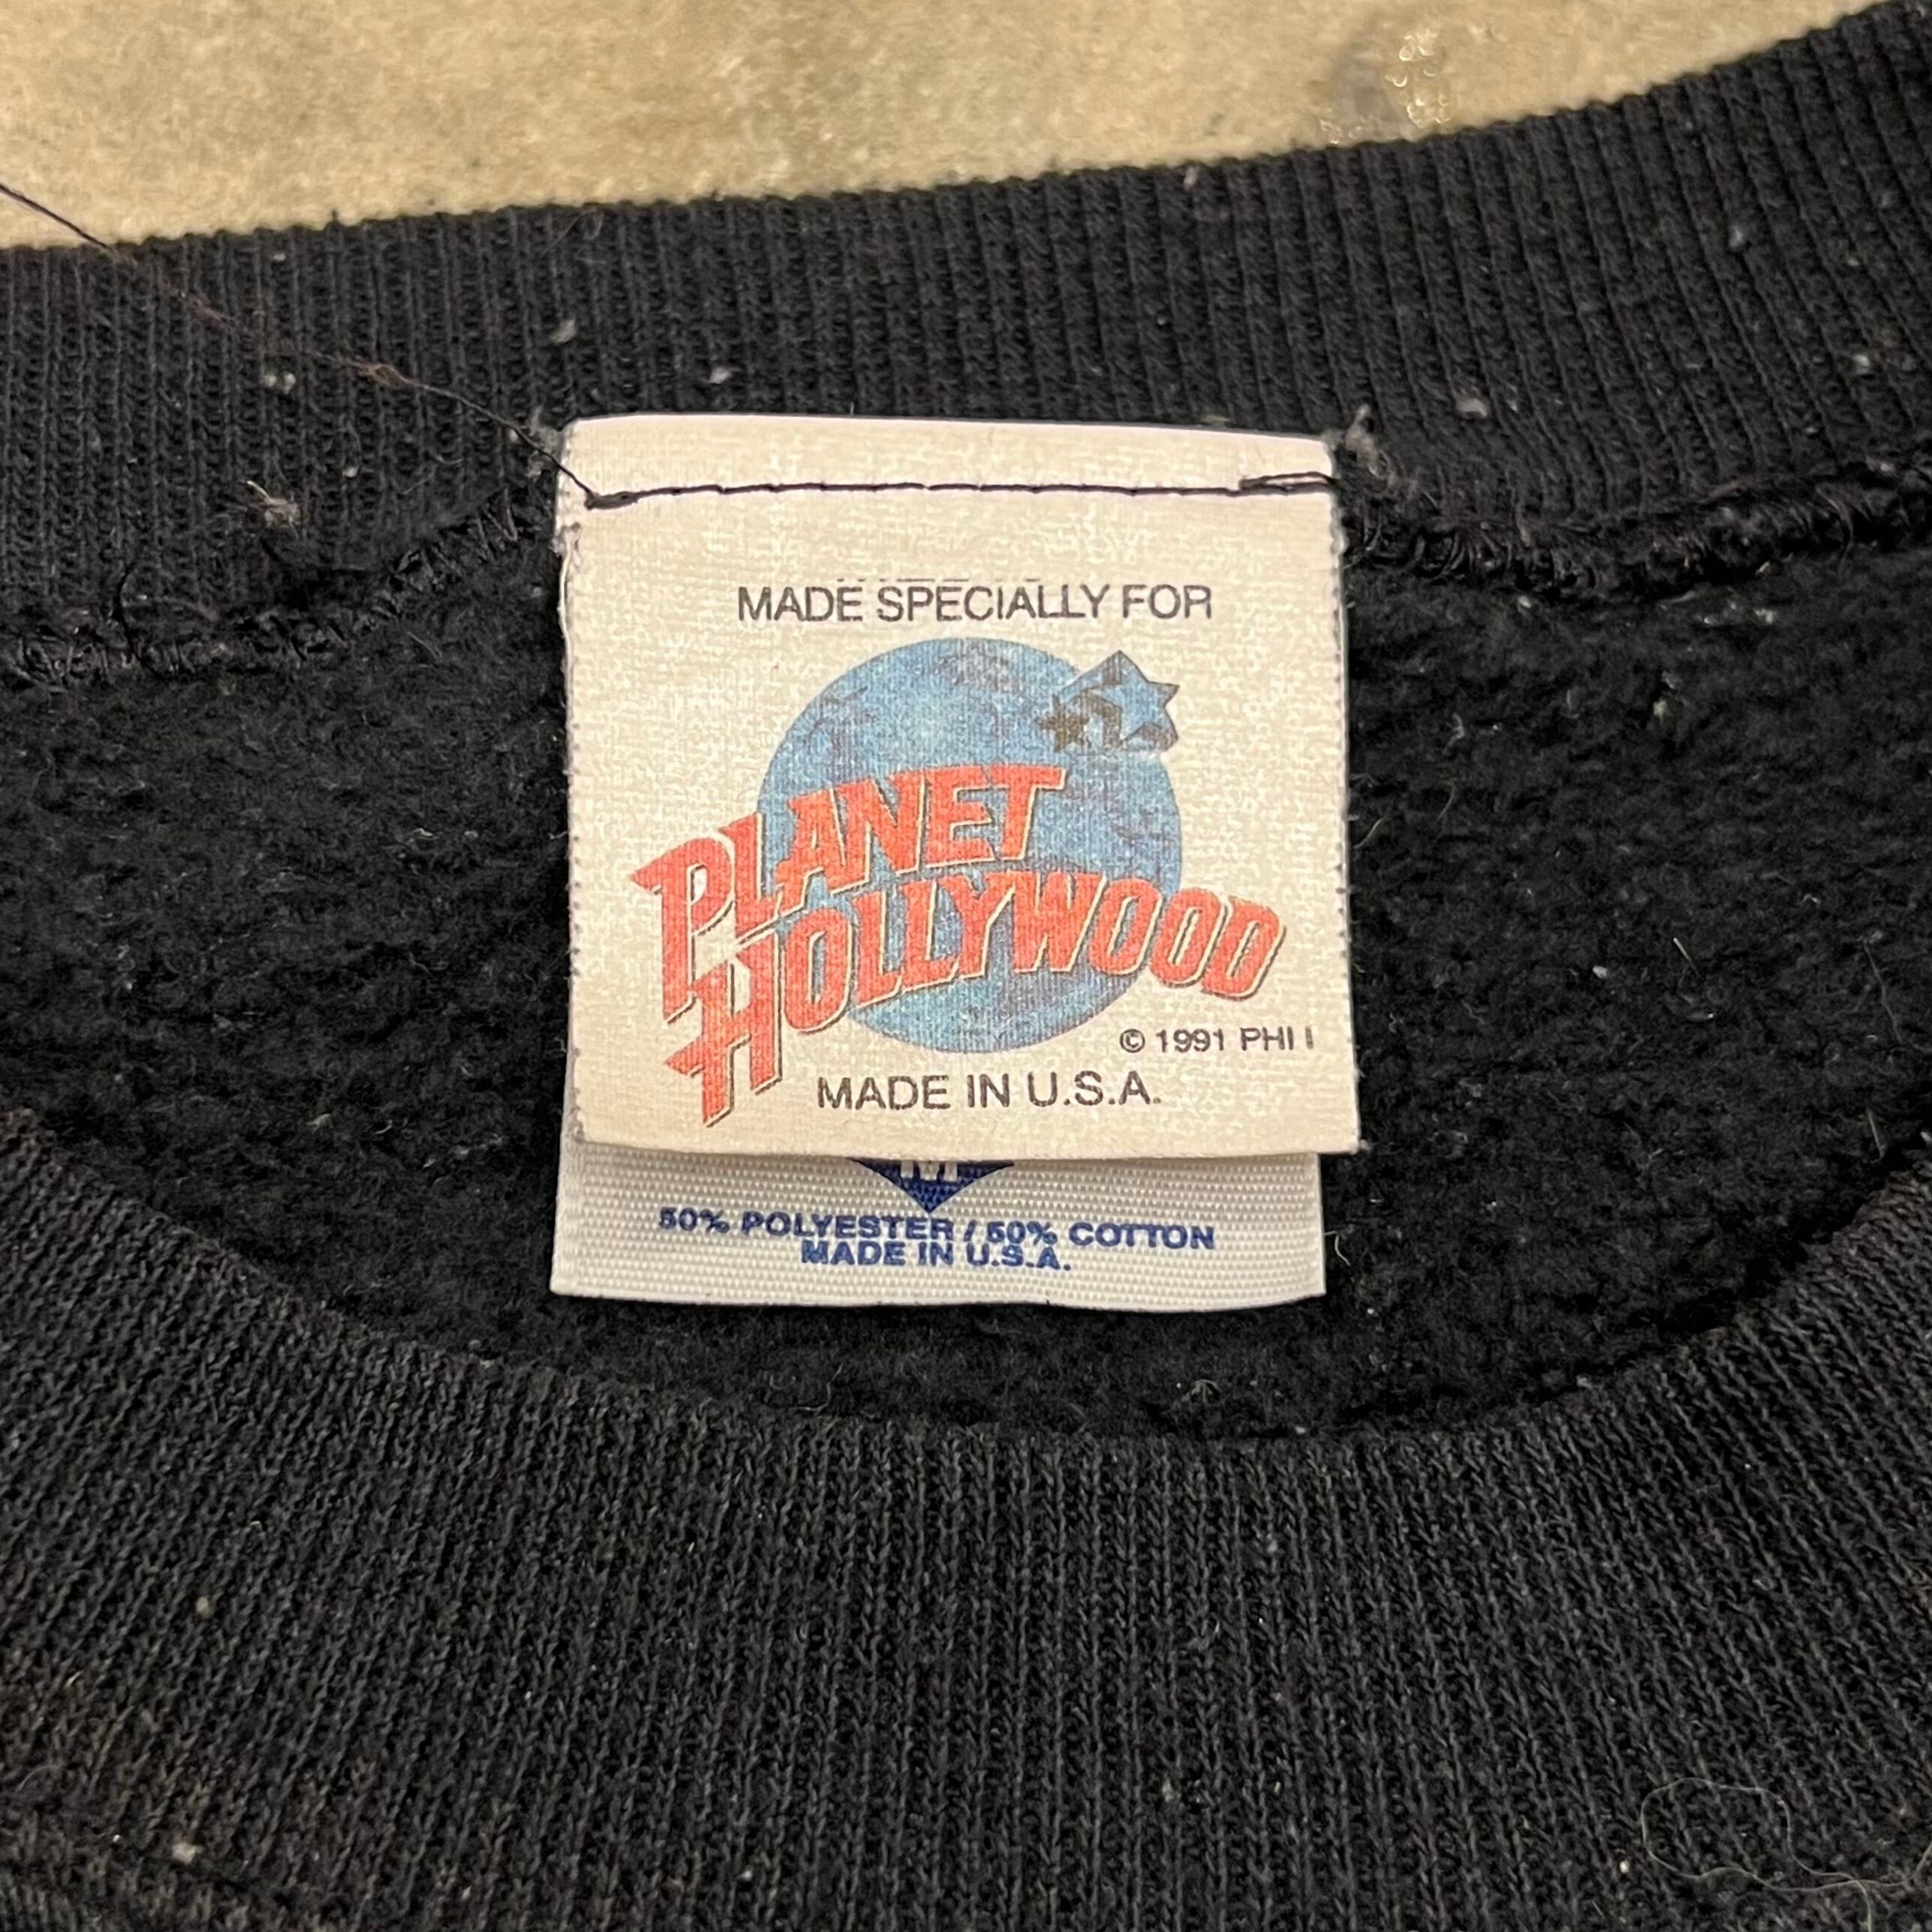 MADE SPECIALLY FOR
PLANET
HOLLYWOOD
© 1991 PHI I
MADE IN U.S.A.
M
50% POLYESTER / 50% COTTON
MADE IN U.S.A.